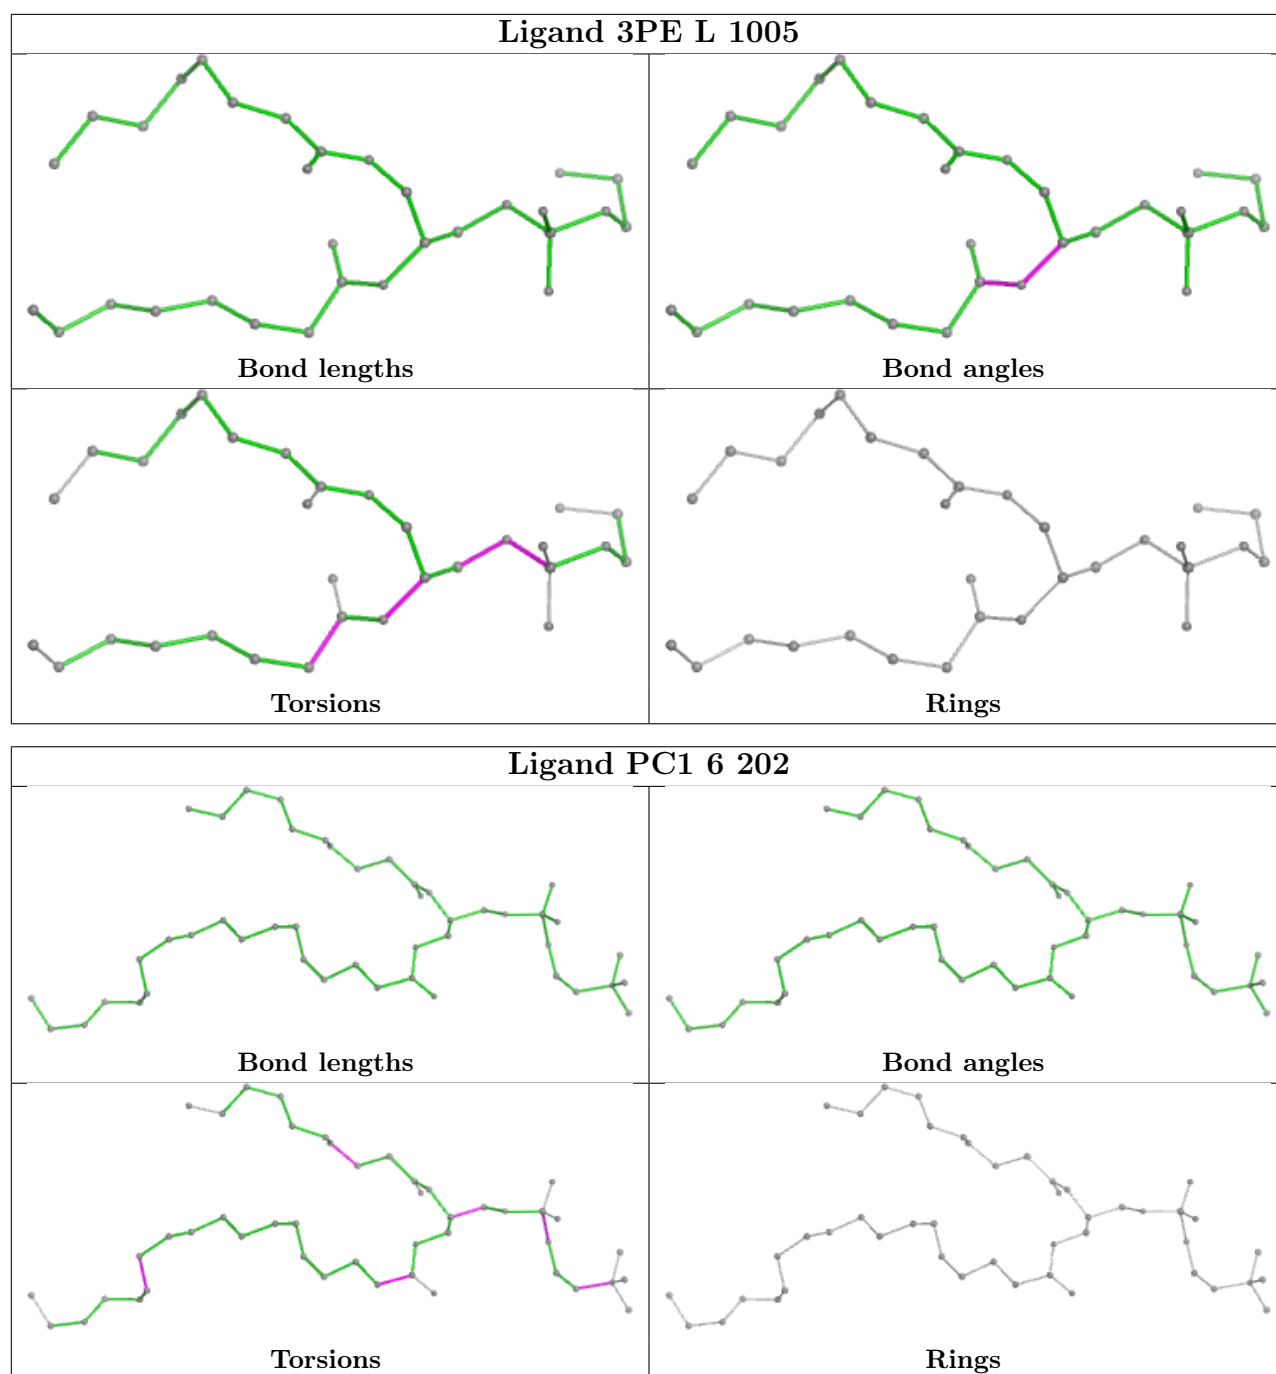 Ligand 3PE L 1005
Bond lengths
Bond angles
Torsions
Rings
Ligand PC1 6 202
Bond lengths
Bond angles
Torsions
Rings